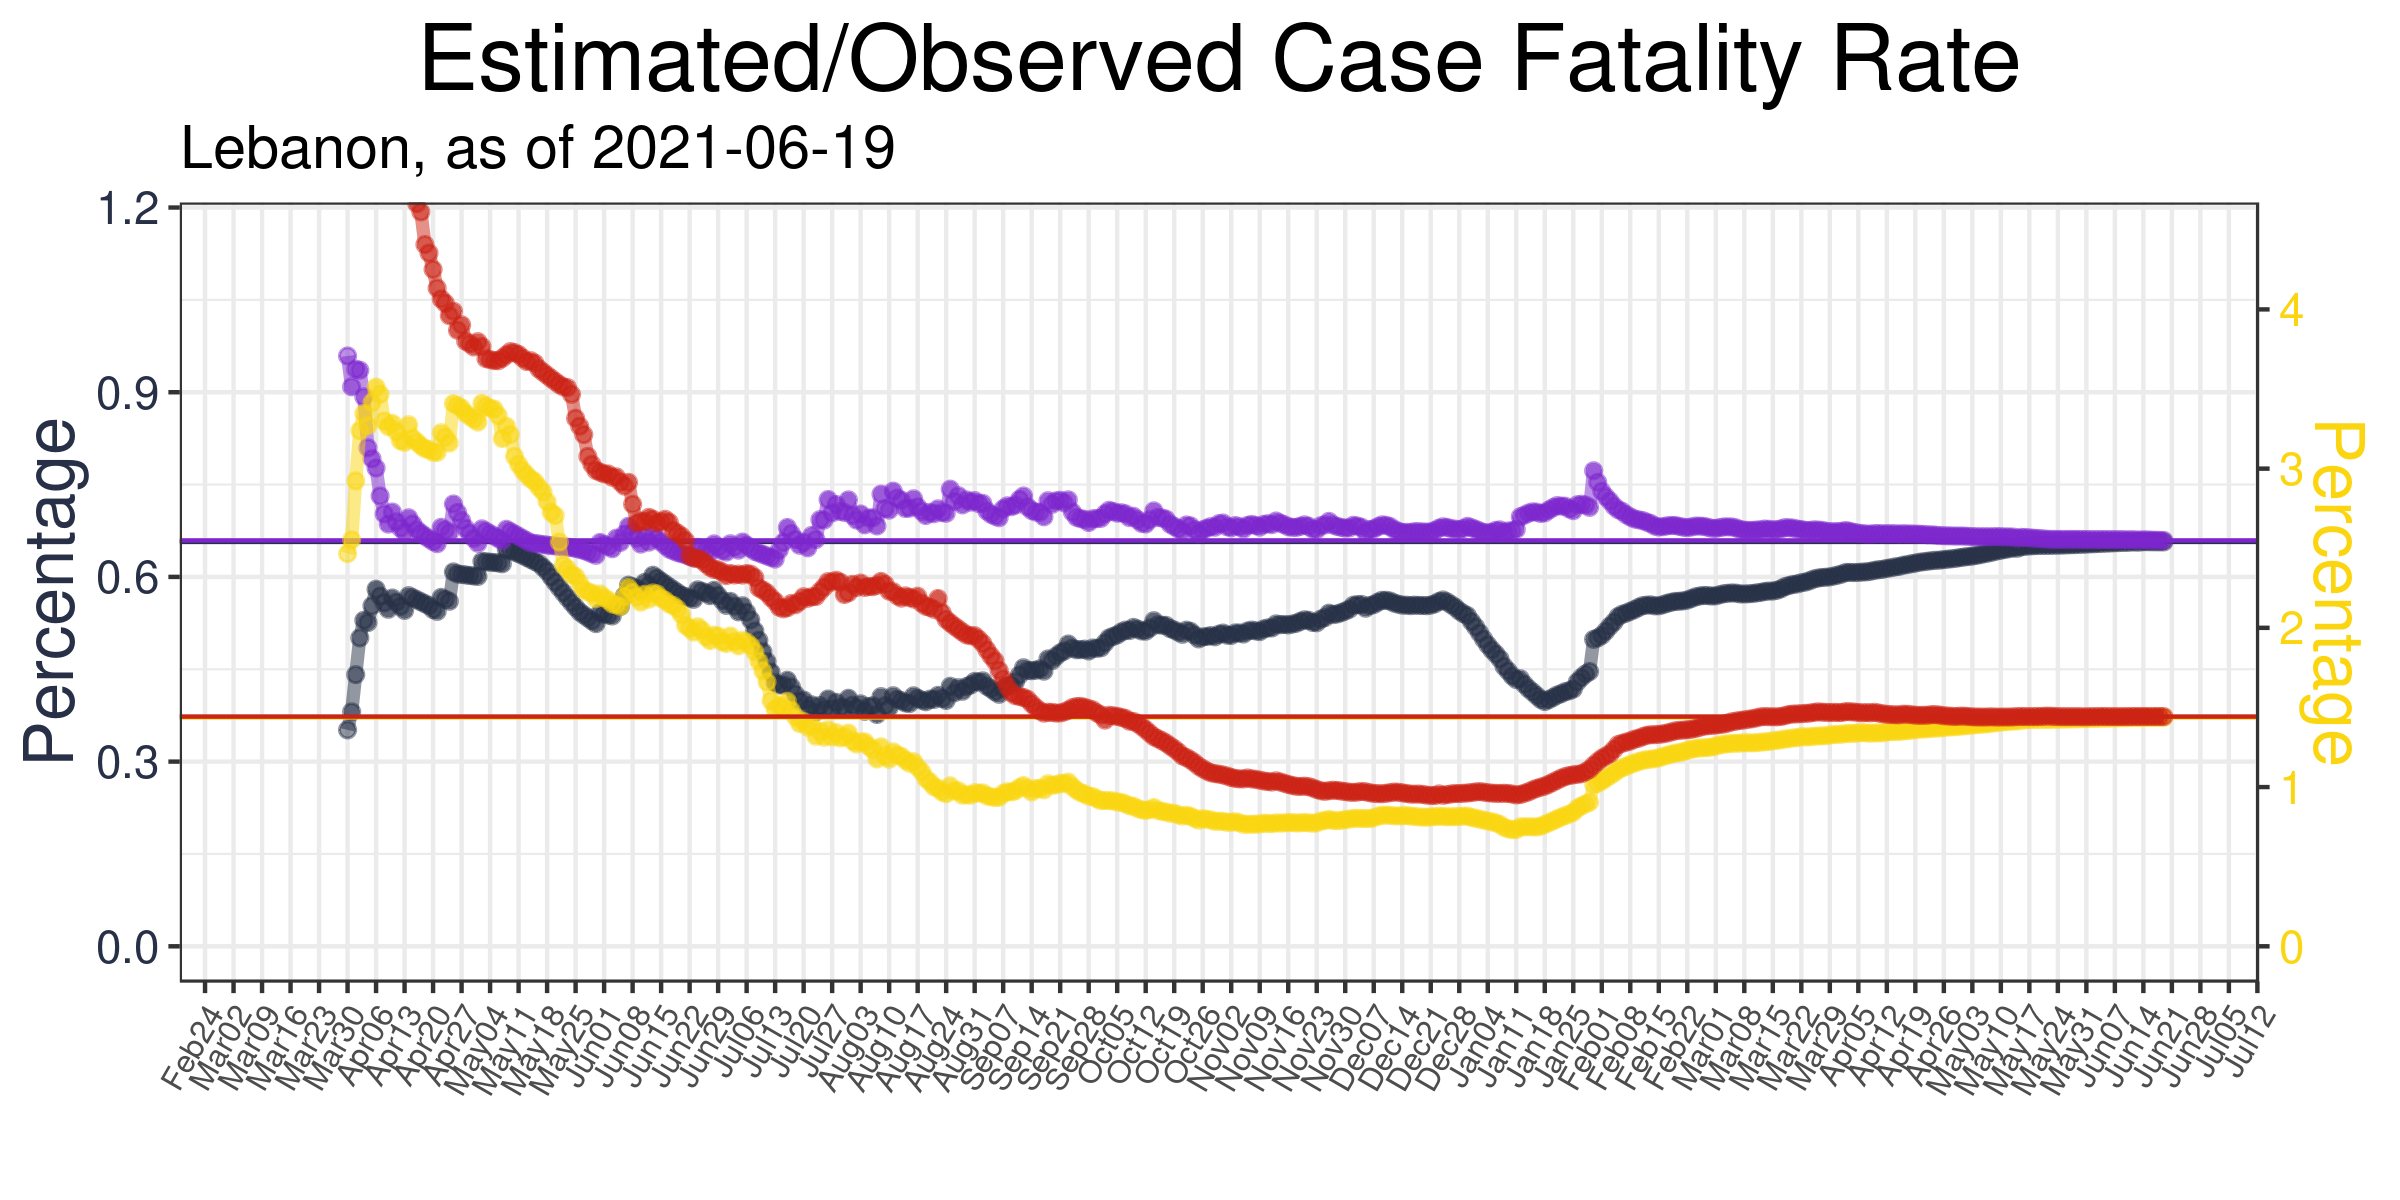 Estimated/Observed Case Fatality Rate
Lebanon, as of 2021-06-19
Percentage
1.2
0.9
0.6
0.3
0.0
4
3
2
1
0
Percentage
Feb24
Mar02
Mar09
Mar16
Mar23
Mar30
Apr06
Apr13
Apr20
Apr27
May04
May11
May18
May25
Jun01
Jun08
Jun15
Jun22
Jun29
Jul06
Jul13
Jul20
Jul27
Aug03
Aug10
Aug17
Aug24
Aug31
Sep07
Sep14
Sep21
Sep28
Oct05
Oct12
Oct19
Oct26
Nov02
Nov09
Nov16
Nov23
Nov30
Dec07
Dec14
Dec21
Dec28
Jan04
Jan11
Jan18
Jan25
Feb01
Feb08
Feb15
Feb22
Mar01
Mar08
Mar15
Mar22
Mar29
Apr05
Apr12
Apr19
Apr26
May03
May10
May17
May24
May31
Jun07
Jun14
Jun21
Jun28
Jul05
Jul12